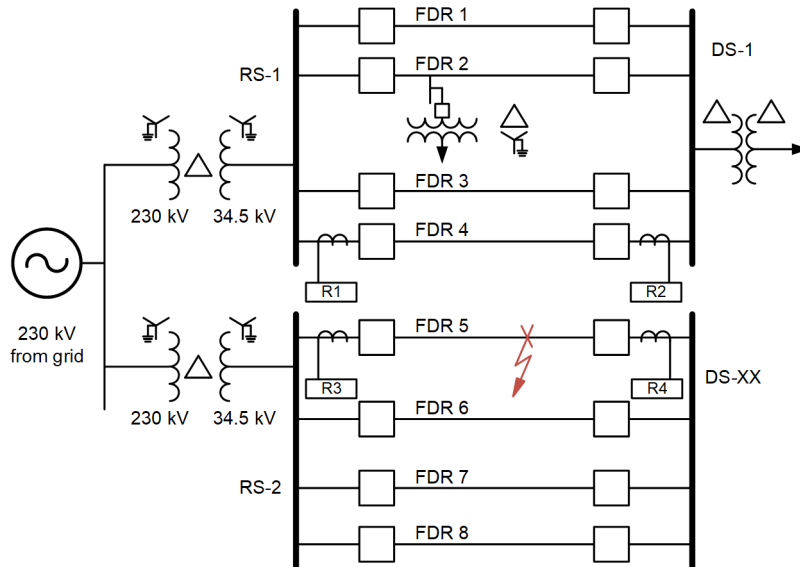 FDR 1
DS-1
RS-1
FDR 2
230 kV
34.5 kV
FDR 3
FDR 4
R1
R2
230 kV
from grid
FDR 5
R3
R4
DS-XX
230 kV
34.5 kV
FDR 6
RS-2
FDR 7
FDR 8